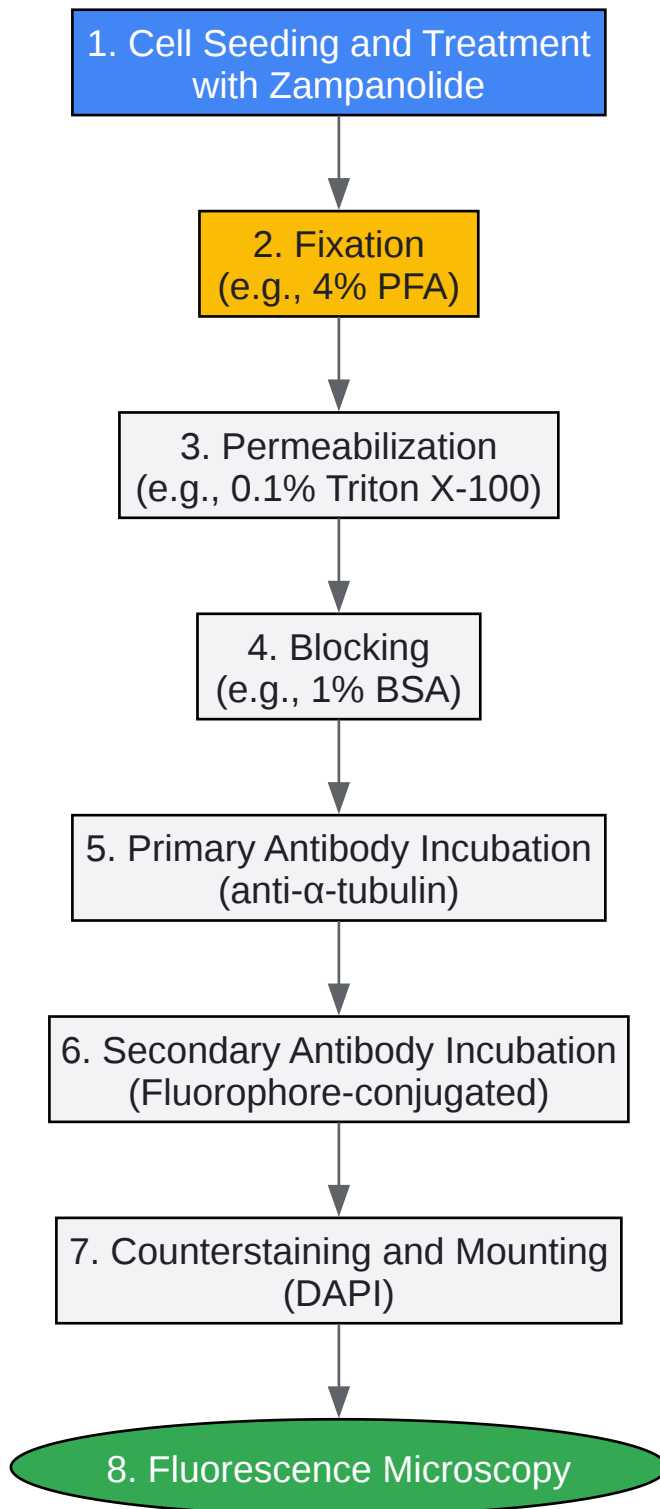 1. Cell Seeding and Treatment
with Zampanolide
2. Fixation
(e.g., 4% PFA)
3. Permeabilization
(e.g., 0.1% Triton X-100)
4. Blocking
(e.g., 1% BSA)
5. Primary Antibody Incubation
(anti-α-tubulin)
6. Secondary Antibody Incubation
(Fluorophore-conjugated)
7. Counterstaining and Mounting
(DAPI)
8. Fluorescence Microscopy